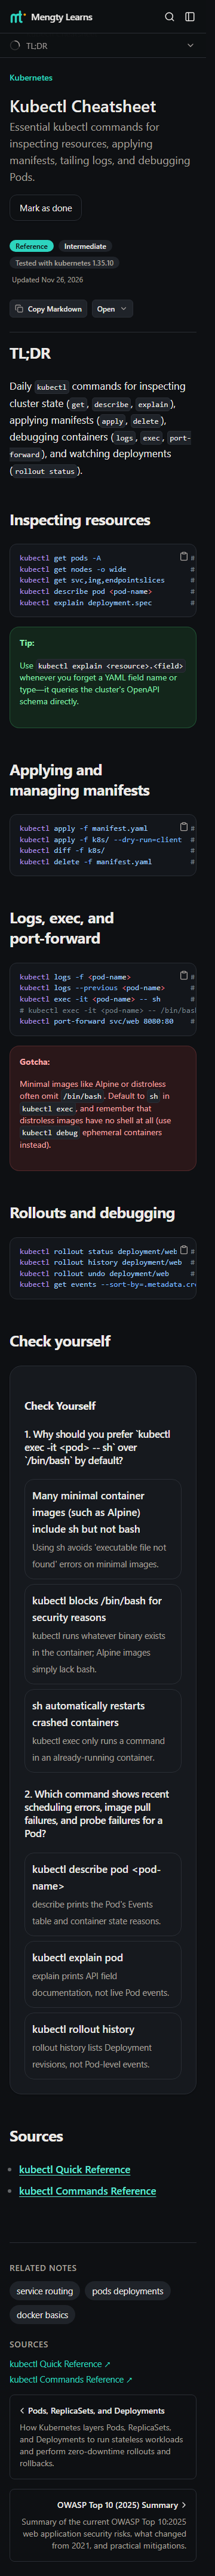 Mengty Learns
TL;DR
Kubernetes
Kubectl Cheatsheet
Essential kubectl commands for
inspecting resources, applying
manifests, tailing logs, and debugging
Pods.
Mark as done
Reference Intermediate
Tested with kubernetes 1.35.10
Updated Nov 26, 2026
Copy Markdown Open
TL;DR
Daily kubectl commands for inspecting
cluster state (get, describe, explain),
applying manifests (apply, delete),
debugging containers (logs, exec, port-
forward), and watching deployments
(rollout status).
Inspecting resources
kubectl get pods -A #
kubectl get nodes -o wide #
kubectl get svc,ing,endpointslices #
kubectl describe pod <pod-name> #
kubectl explain deployment.spec #
Tip:
Use kubectl explain <resource>.<field>
whenever you forget a YAML field name or
type—it queries the cluster's OpenAPI
schema directly.
Applying and
managing manifests
kubectl apply -f manifest.yaml #
kubectl apply -f k8s/ --dry-run=client #
kubectl diff -f k8s/ #
kubectl delete -f manifest.yaml #
Logs, exec, and
port-forward
kubectl logs -f <pod-name> #
kubectl logs --previous <pod-name> #
kubectl exec -it <pod-name> -- sh #
# kubectl exec -it <pod-name> -- /bin/bas
kubectl port-forward svc/web 8080:80 #
Gotcha:
Minimal images like Alpine or distroless
often omit /bin/bash. Default to sh in
kubectl exec, and remember that
distroless images have no shell at all (use
kubectl debug ephemeral containers
instead).
Rollouts and debugging
kubectl rollout status deployment/web #
kubectl rollout history deployment/web #
kubectl rollout undo deployment/web #
kubectl get events --sort-by=.metadata.cre
Check yourself
Check Yourself
1. Why should you prefer `kubectl
exec -it <pod> -- sh` over
`/bin/bash` by default?
Many minimal container
images (such as Alpine)
include sh but not bash
Using sh avoids 'executable file not
found' errors on minimal images.
kubectl blocks /bin/bash for
security reasons
kubectl runs whatever binary exists
in the container; Alpine images
simply lack bash.
sh automatically restarts
crashed containers
kubectl exec only runs a command
in an already-running container.
2. Which command shows recent
scheduling errors, image pull
failures, and probe failures for a
Pod?
kubectl describe pod <pod-
name>
describe prints the Pod's Events
table and container state reasons.
kubectl explain pod
explain prints API field
documentation, not live Pod events.
kubectl rollout history
rollout history lists Deployment
revisions, not Pod-level events.
Sources
kubectl Quick Reference
kubectl Commands Reference
RELATED NOTES
service routing pods deployments
docker basics
SOURCES
kubectl Quick Reference ↗
kubectl Commands Reference ↗
Pods, ReplicaSets, and Deployments
How Kubernetes layers Pods, ReplicaSets,
and Deployments to run stateless workloads
and perform zero-downtime rollouts and
rollbacks.
OWASP Top 10 (2025) Summary
Summary of the current OWASP Top 10:2025
web application security risks, what changed
from 2021, and practical mitigations.